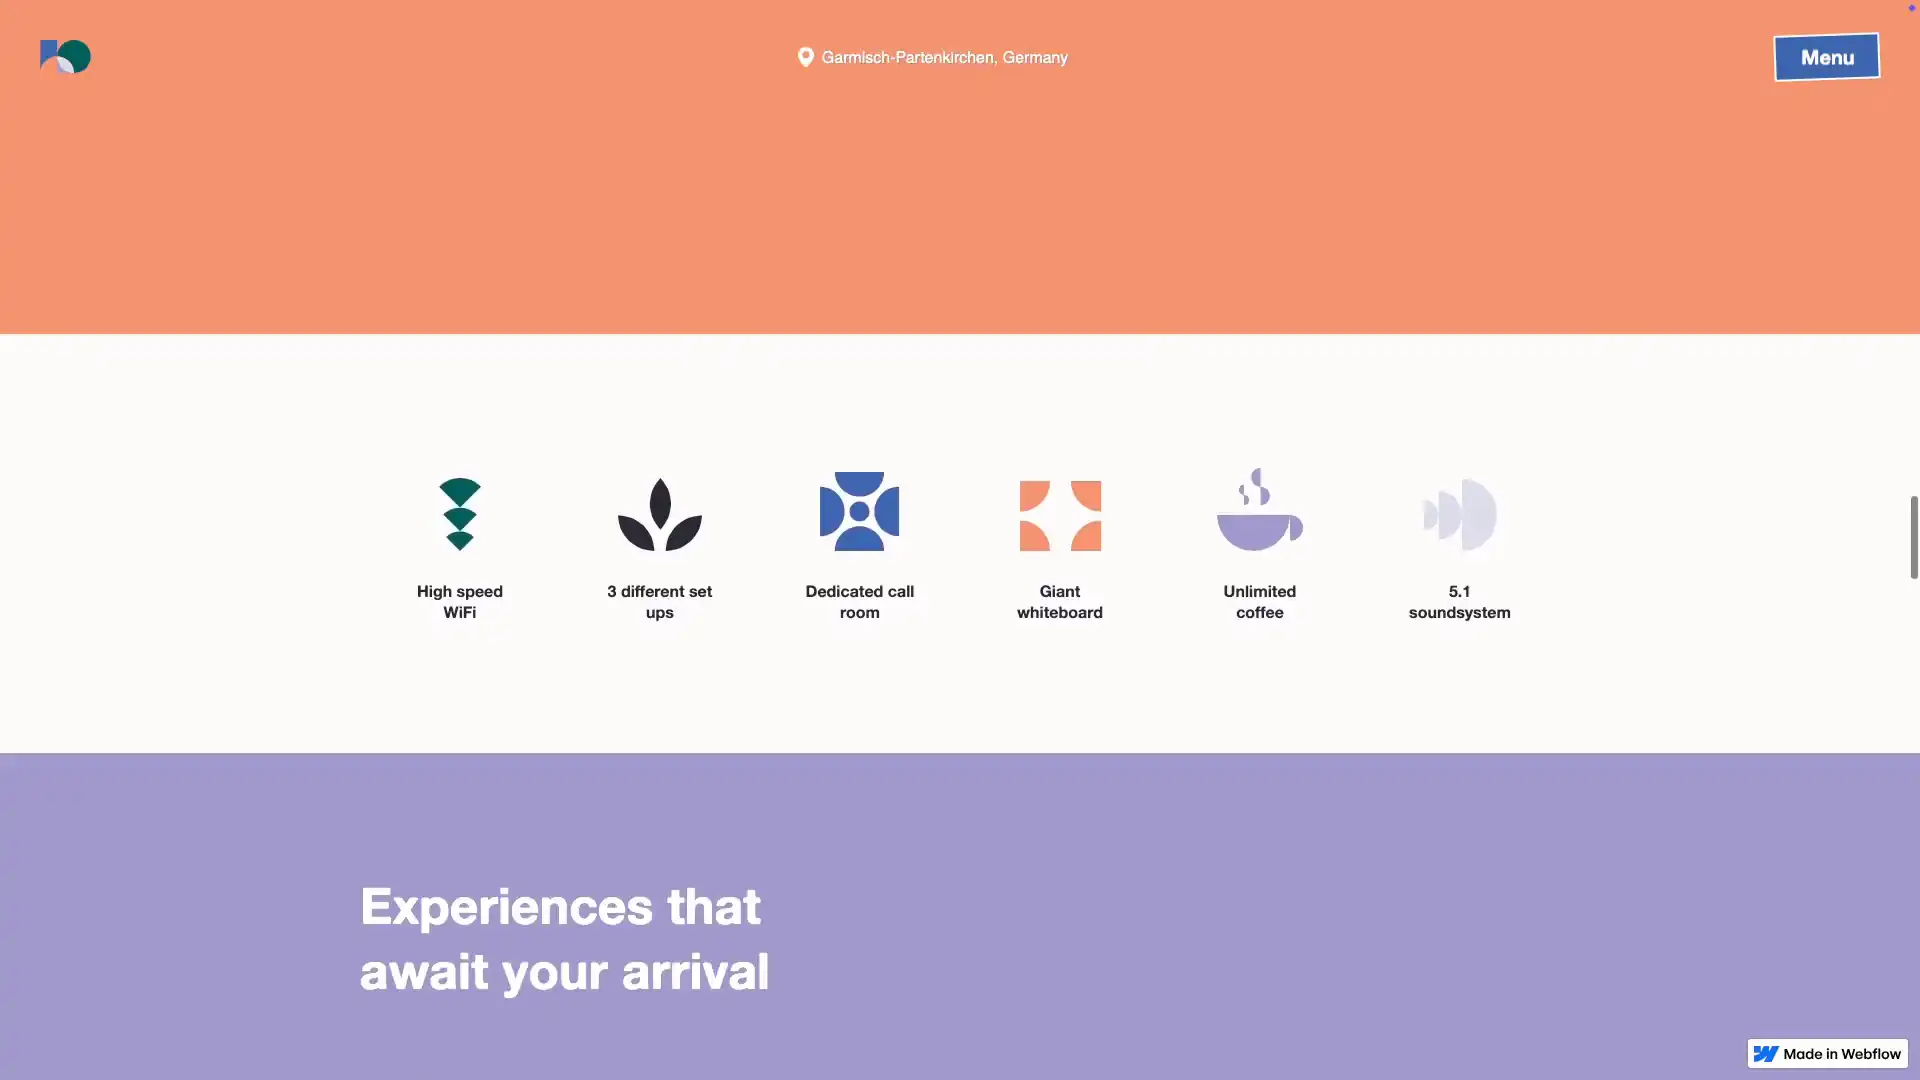 Garmisch-Partenkirchen, Germany
Menu
High speed
WiFi
3 different set
ups
Dedicated call
room
Giant
whiteboard
Unlimited
coffee
5.1
soundsystem
Experiences that
await your arrival
Made in Webflow